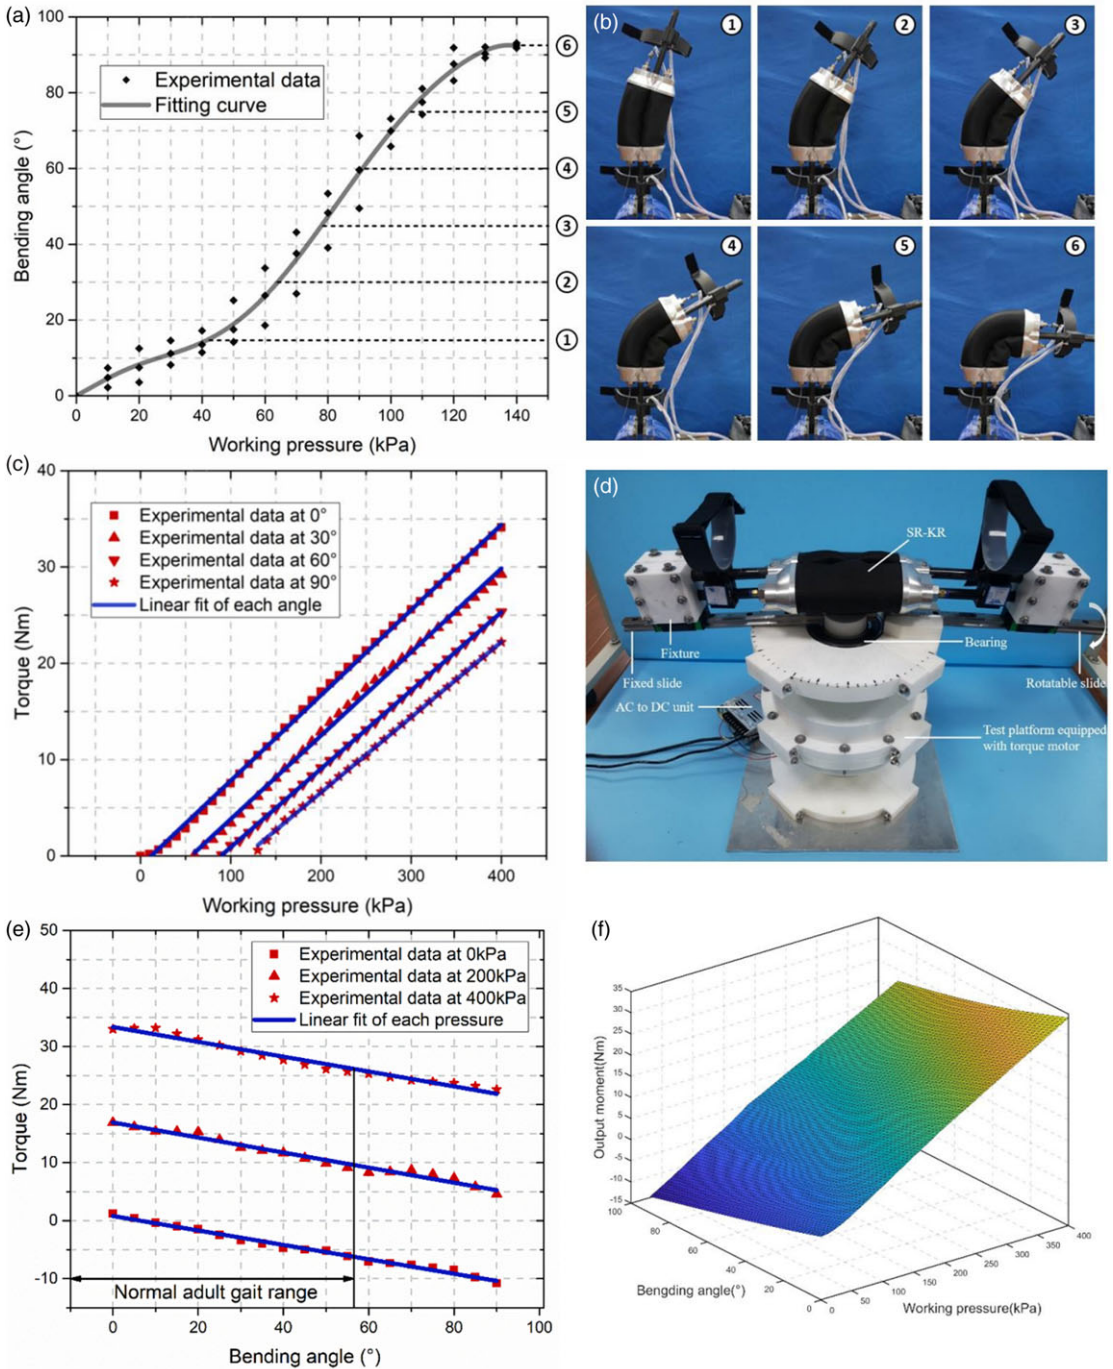 (a)
100
80
60
40
20
0
Bending angle (°)
Experimental data
Fitting curve
⑥
⑤
④
③
②
①
0 20 40 60 80 100 120 140
Working pressure (kPa)
(b)
① ② ③
④ ⑤ ⑥
(c)
40
30
20
10
0
Torque (Nm)
Experimental data at 0°
Experimental data at 30°
Experimental data at 60°
Experimental data at 90°
Linear fit of each angle
0 100 200 300 400
Working pressure (kPa)
(d)
SR-KR
Bearing
Fixture
Fixed slide
Rotatable slide
AC to DC unit
Test platform equipped
with torque motor
(e)
50
40
30
20
10
0
-10
Torque (Nm)
Experimental data at 0kPa
Experimental data at 200kPa
Experimental data at 400kPa
Linear fit of each pressure
Normal adult gait range
0 20 40 60 80 100
Bending angle (°)
(f)
35
30
25
20
15
10
5
0
-5
-10
-15
Output moment(Nm)
100
80
60
40
20
0
Bengding angle(°)
0
50
100
150
200
250
300
350
400
Working pressure(kPa)